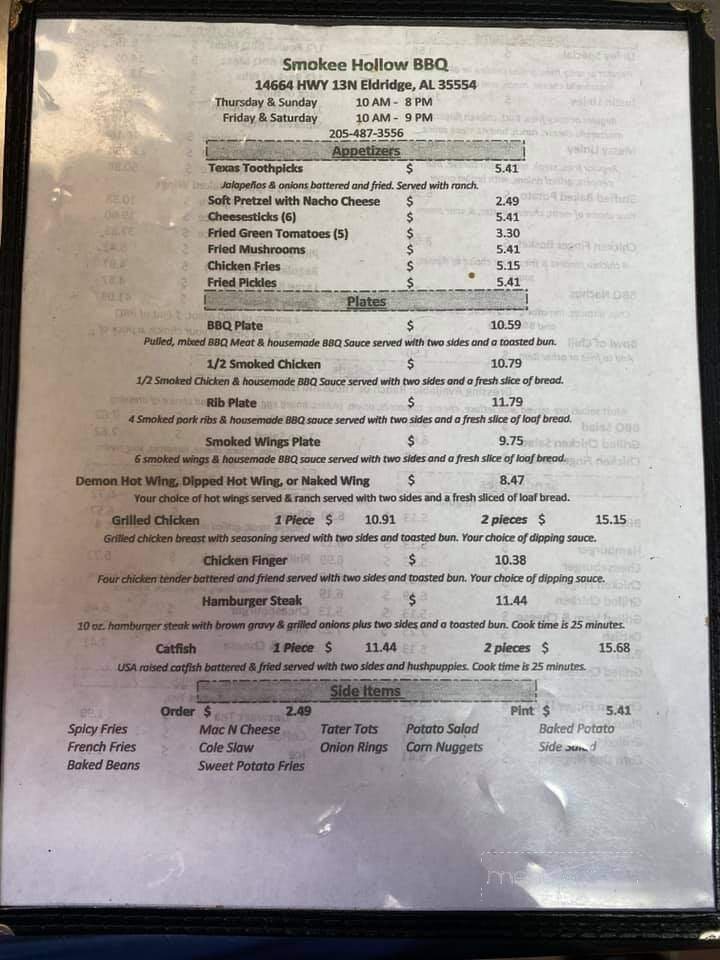 Smokee Hollow BBQ
14664 HWY 13N Eldridge, AL 35554
Thursday & Sunday 10 AM - 8 PM
Friday & Saturday 10 AM - 9 PM
205-487-3556
Appetizers
Texas Toothpicks $ 5.41
Jalapeños & onions battered and fried. Served with ranch.
Soft Pretzel with Nacho Cheese $ 2.49
Cheesesticks (6) $ 5.41
Fried Green Tomatoes (5) $ 3.30
Fried Mushrooms $ 5.41
Chicken Fries $ 5.15
Fried Pickles $ 5.41
Plates
BBQ Plate $ 10.59
Pulled, mixed BBQ Meat & housemade BBQ Sauce served with two sides and a toasted bun.
1/2 Smoked Chicken $ 10.79
1/2 Smoked Chicken & housemade BBQ Sauce served with two sides and a fresh slice of bread.
Rib Plate $ 11.79
4 Smoked pork ribs & housemade BBQ sauce served with two sides and a fresh slice of loaf bread.
Smoked Wings Plate $ 9.75
6 smoked wings & housemade BBQ sauce served with two sides and a fresh slice of loaf bread.
Demon Hot Wing, Dipped Hot Wing, or Naked Wing $ 8.47
Your choice of hot wings served & ranch served with two sides and a fresh sliced of loaf bread.
Grilled Chicken 1 Piece $ 10.91 2 pieces $ 15.15
Grilled chicken breast with seasoning served with two sides and toasted bun. Your choice of dipping sauce.
Chicken Finger $ 10.38
Four chicken tender battered and friend served with two sides and toasted bun. Your choice of dipping sauce.
Hamburger Steak $ 11.44
10 oz. hamburger steak with brown gravy & grilled onions plus two sides and a toasted bun. Cook time is 25 minutes.
Catfish 1 Piece $ 11.44 2 pieces $ 15.68
USA raised catfish battered & fried served with two sides and hushpuppies. Cook time is 25 minutes.
Side Items
Order $ 2.49 Pint $ 5.41
Spicy Fries Mac N Cheese Tater Tots Potato Salad Baked Potato
French Fries Cole Slaw Onion Rings Corn Nuggets Side
Baked Beans Sweet Potato Fries